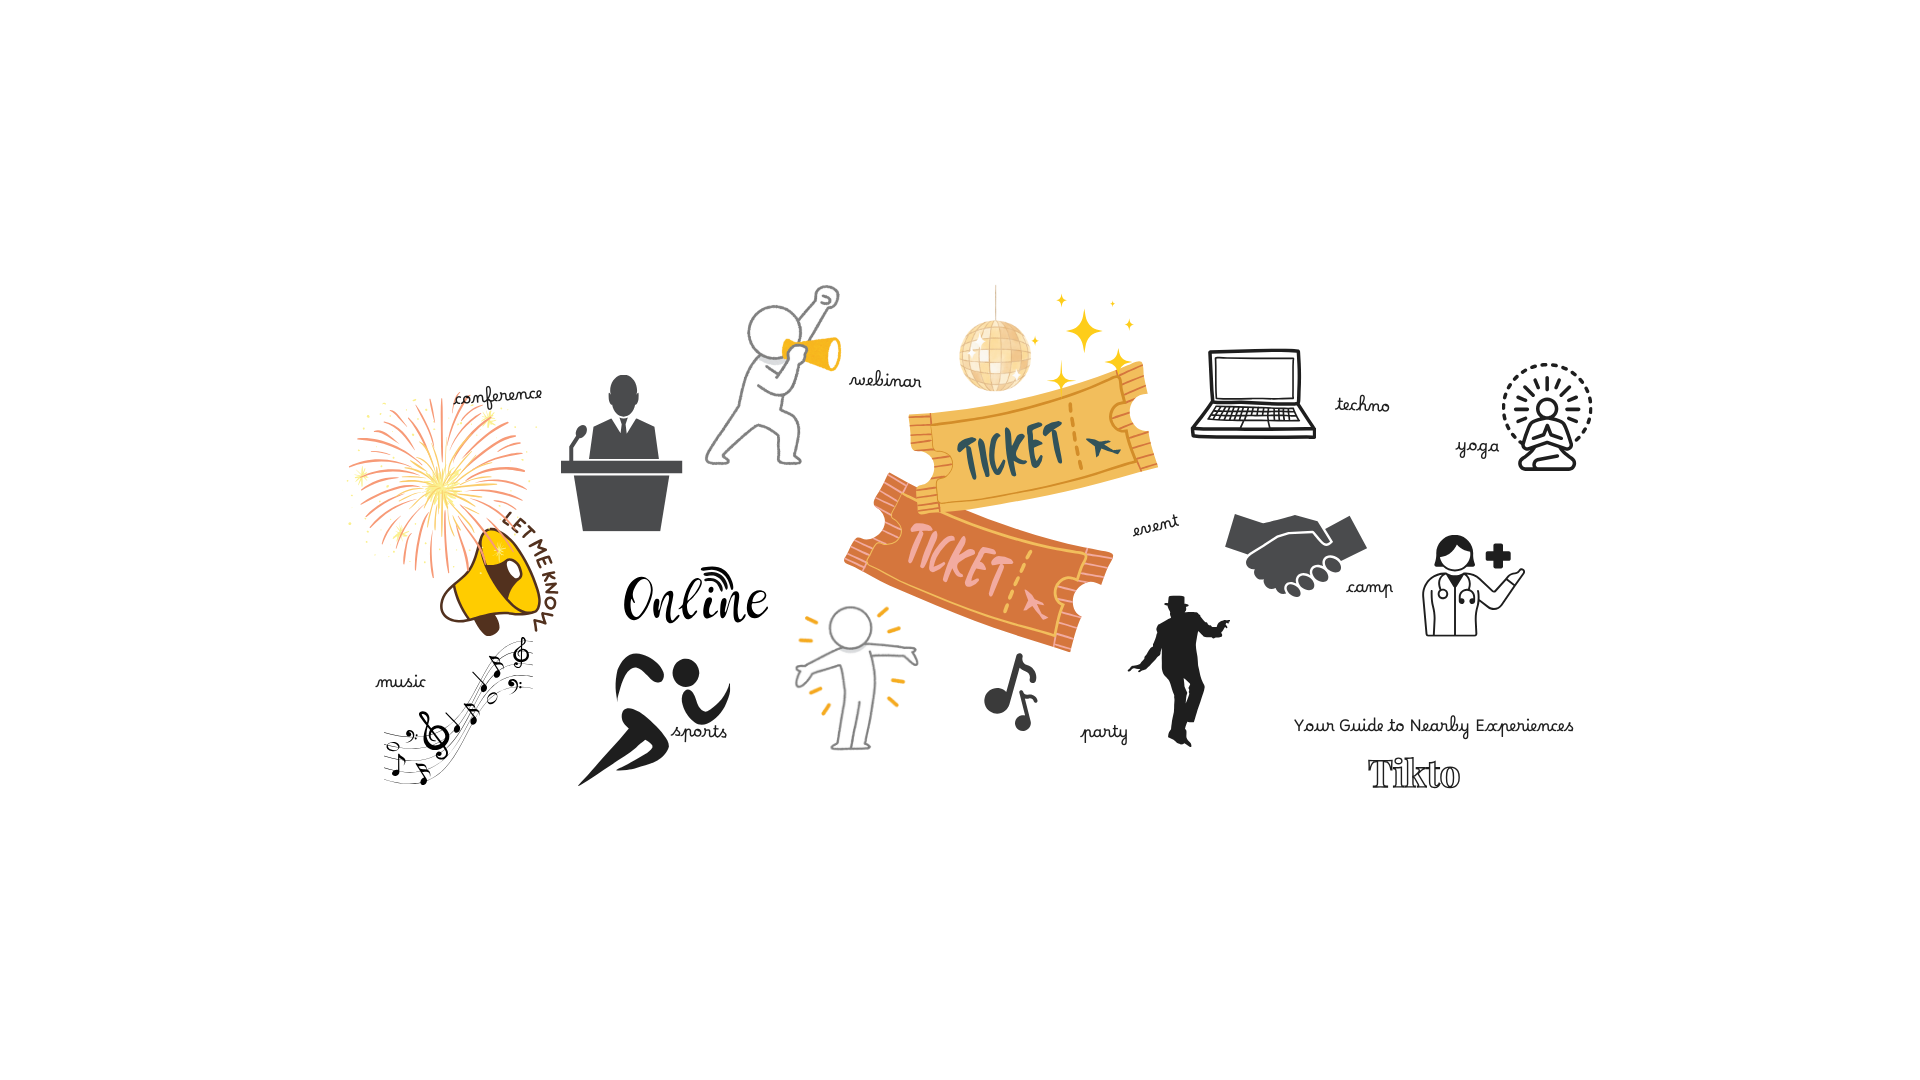 conference
webinar
TICKET
techno
yoga
TICKET
event
LET ME KNOW
Online
camp
music
sports
party
Your Guide to Nearby Experiences
Tikto